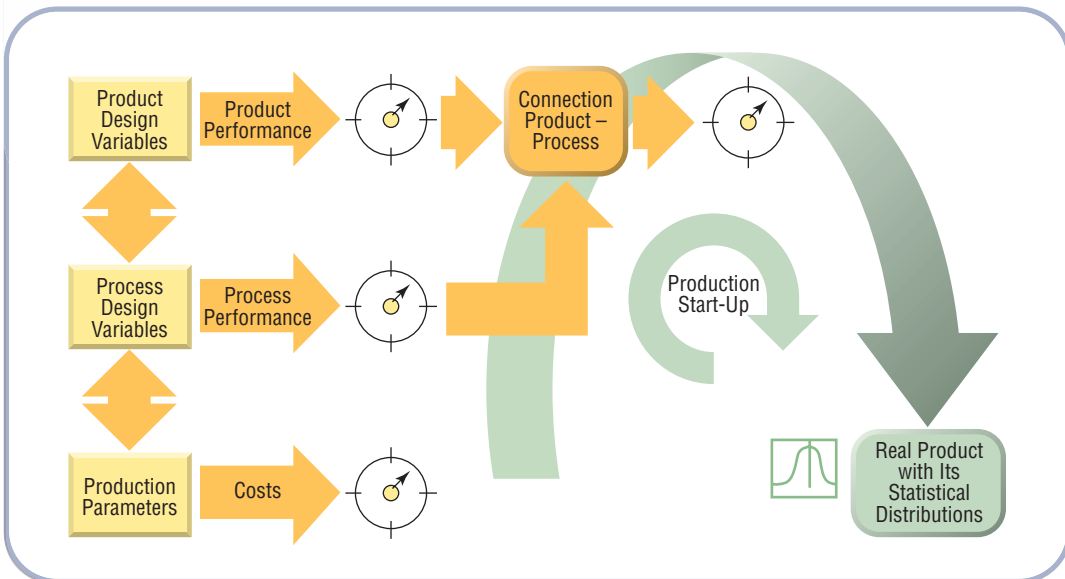 Product
Design
Variables
Product
Performance
Connection
Product –
Process
Process
Design
Variables
Process
Performance
Production
Start-Up
Production
Parameters
Costs
Real Product
with Its
Statistical
Distributions